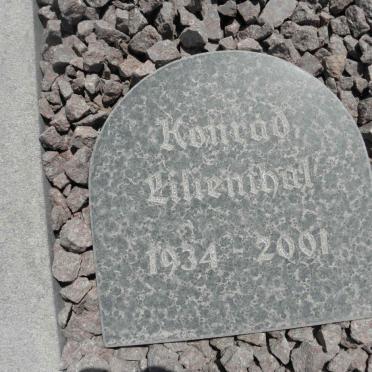 Konrad
Lilienthal
1934 2001